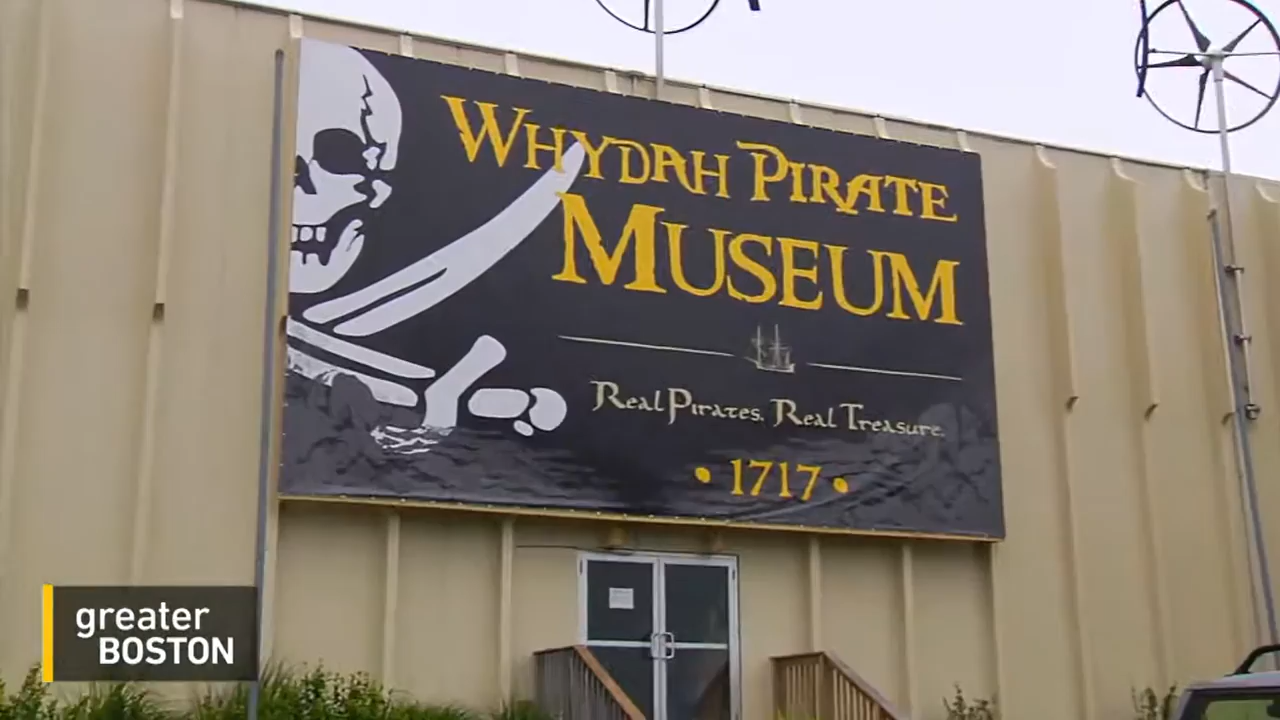 WHYDAH PIRATE
MUSEUM
Real Pirates. Real Treasure.
• 1717 •
greater
BOSTON